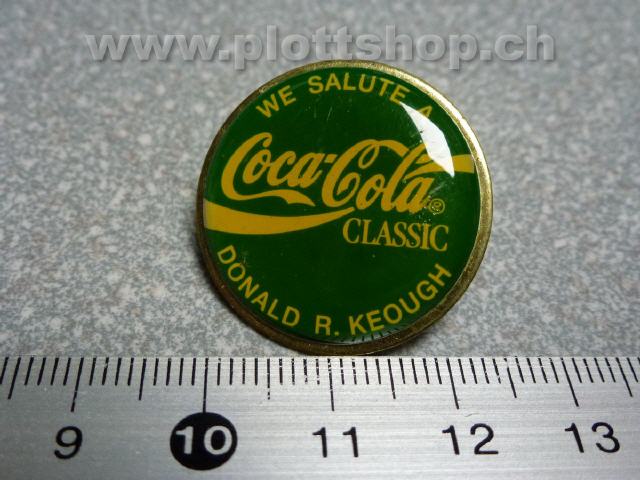 www.plottshop.ch
WE SALUTE A
Coca-Cola ®
CLASSIC
DONALD R. KEOUGH
9 10 11 12 13